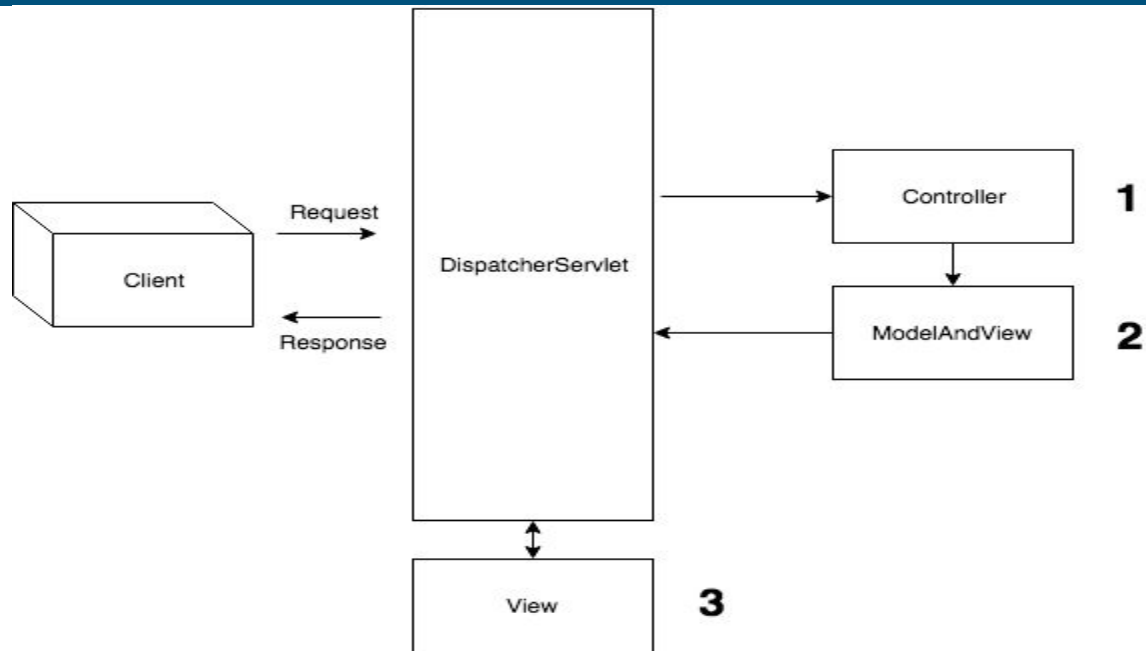 Request
Client
Response
DispatcherServlet
Controller
1
ModelAndView
2
View
3